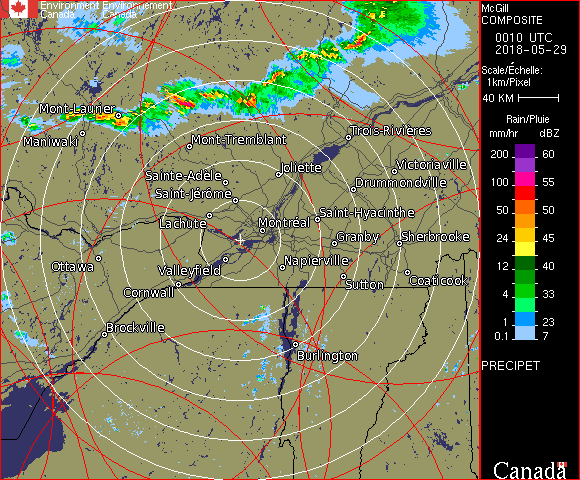 Environment Environnement
Canada Canada
McGill
COMPOSITE
0010 UTC
2018-05-29
Scale/Échelle:
1km/Pixel
40 KM
Rain/Pluie
mm/hr dBZ
200 60
100 55
50 50
24 45
12 40
8 33
4 33
1 23
0.1 7
PRECIPET
Canada
Mont-Laurier
Maniwaki
Mont-Tremblant
Trois-Rivières
Joliette
Victoriaville
Sainte-Adèle
Drummondville
Saint-Jérôme
Saint-Hyacinthe
Lachute
Montréal
Granby
Sherbrooke
Ottawa
Valleyfield
Napierville
Coaticook
Cornwall
Sutton
Brockville
Burlington